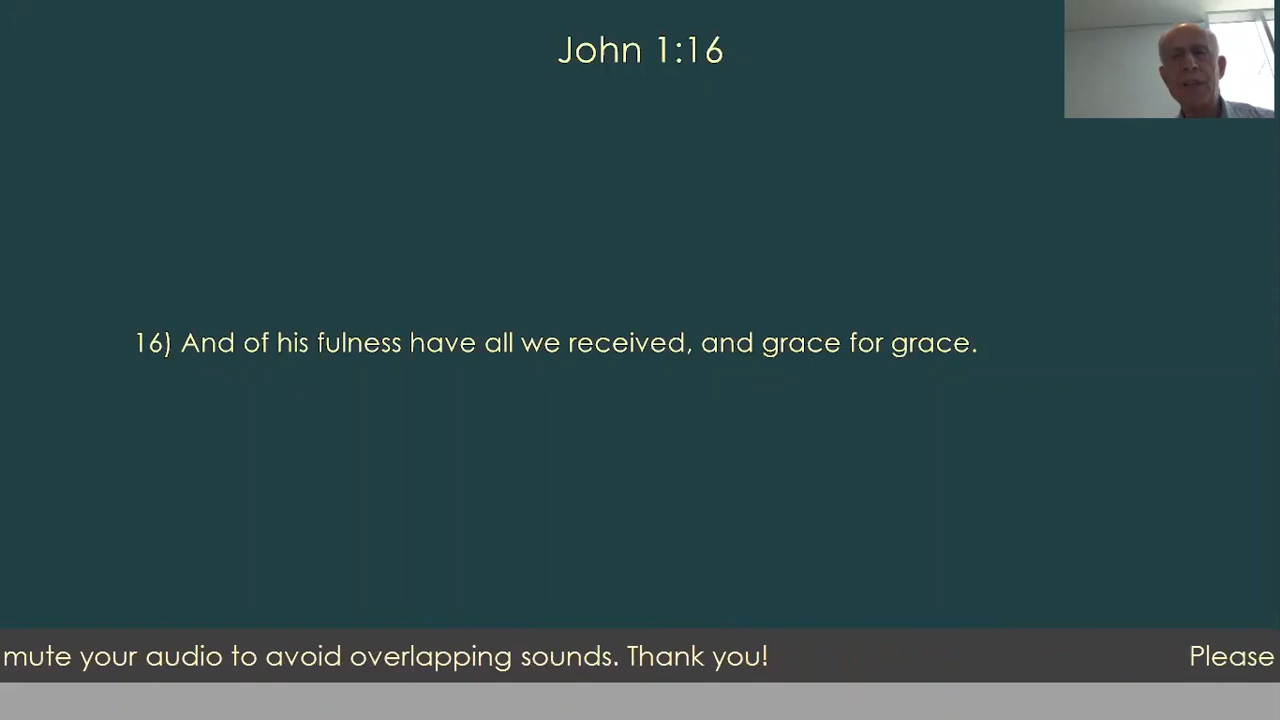 John 1:16
16) And of his fulness have all we received, and grace for grace.
mute your audio to avoid overlapping sounds. Thank you! Please